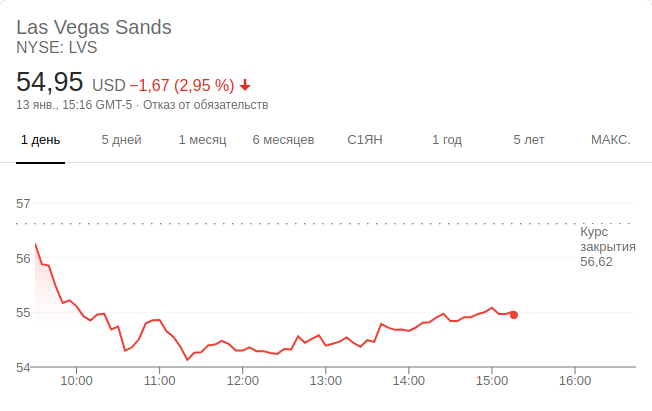 Las Vegas Sands
NYSE: LVS
54,95 USD −1,67 (2,95 %)
13 янв., 15:16 GMT-5 · Отказ от обязательств
1 день 5 дней 1 месяц 6 месяцев С1ЯН 1 год 5 лет МАКС.
57
Курс
закрытия
56,62
56
55
54
10:00 11:00 12:00 13:00 14:00 15:00 16:00